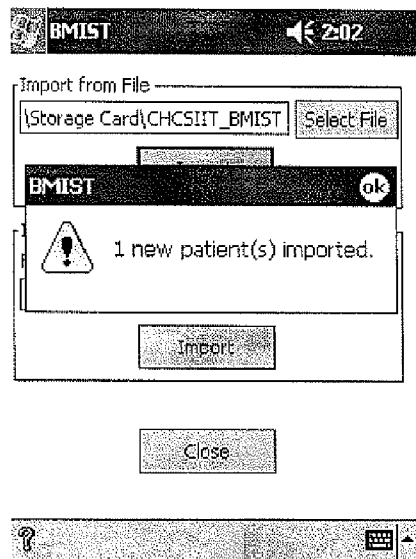 BMIST 2:02
Import from File
\Storage Card\CHCSIIT_BMIST Select File
BMIST ok
1 new patient(s) imported.
Import
Close
?